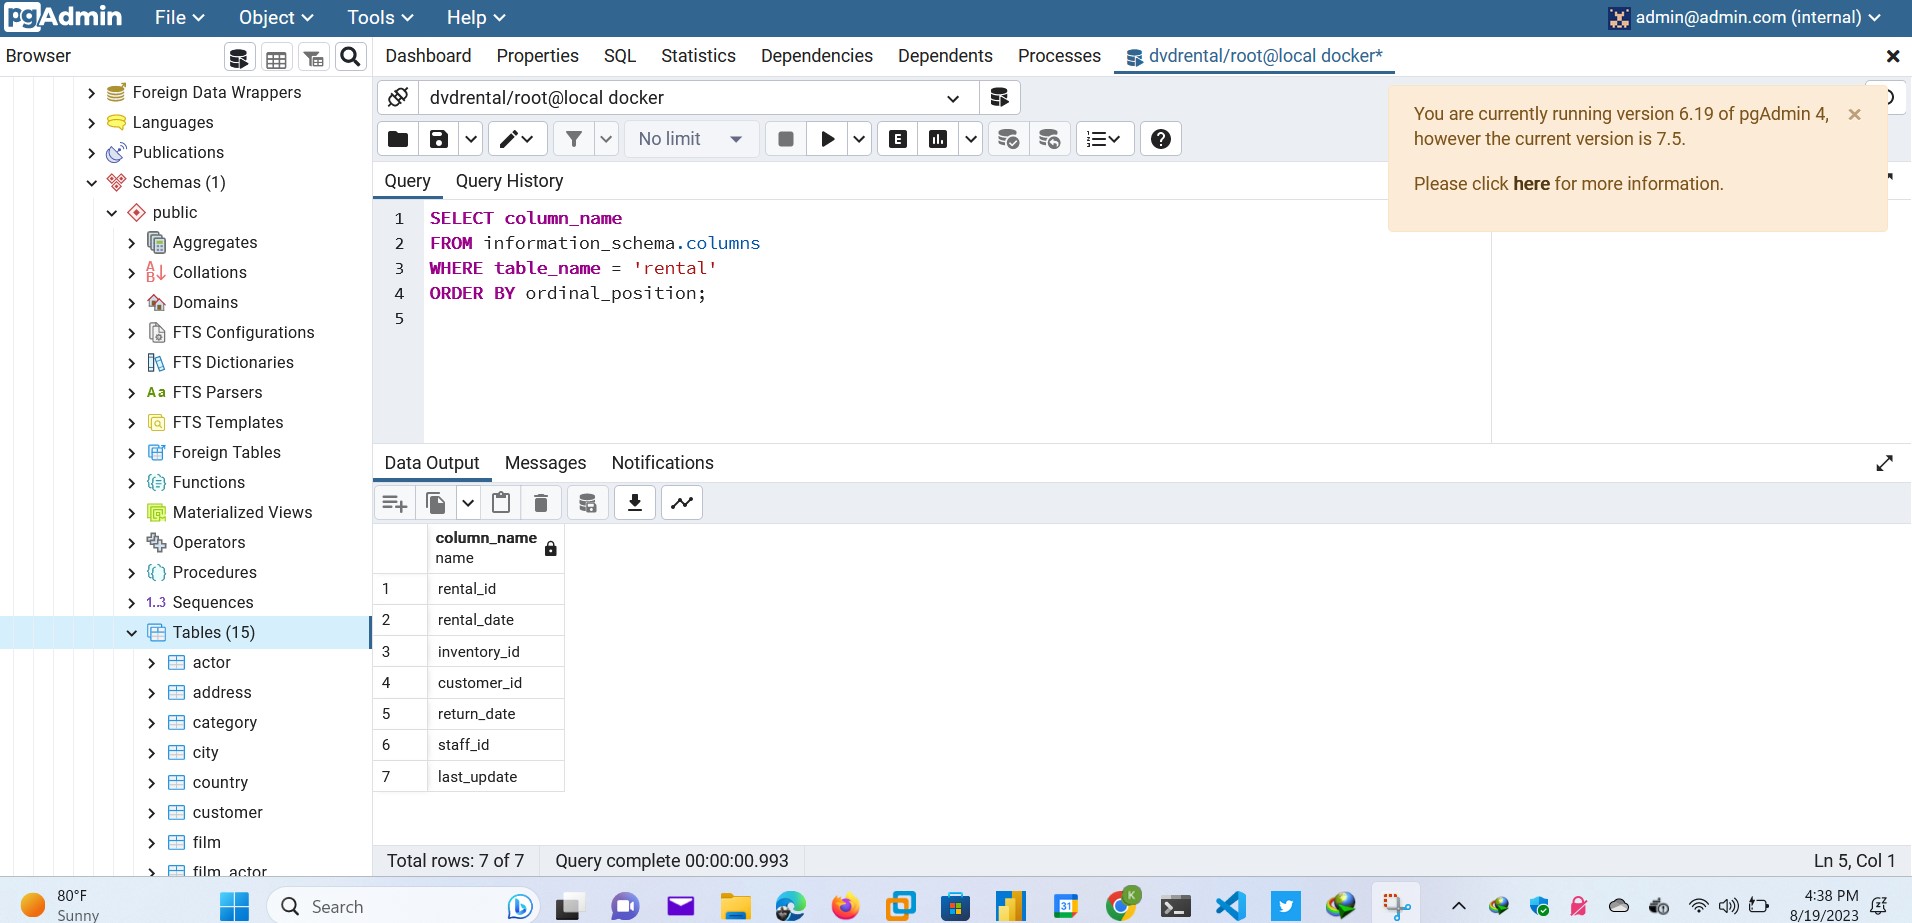 pgAdmin File Object Tools Help admin@admin.com (internal)
Browser Dashboard Properties SQL Statistics Dependencies Dependents Processes dvdrental/root@local docker*
Foreign Data Wrappers
Languages
Publications
Schemas (1)
public
Aggregates
Collations
Domains
FTS Configurations
FTS Dictionaries
Aa FTS Parsers
FTS Templates
Foreign Tables
Functions
Materialized Views
Operators
Procedures
1..3 Sequences
Tables (15)
actor
address
category
city
country
customer
film
film_actor
dvdrental/root@local docker
No limit
E
You are currently running version 6.19 of pgAdmin 4,
however the current version is 7.5.
Please click here for more information.
Query Query History
1 SELECT column_name
2 FROM information_schema.columns
3 WHERE table_name = 'rental'
4 ORDER BY ordinal_position;
5
Data Output Messages Notifications
column_name
name
1 rental_id
2 rental_date
3 inventory_id
4 customer_id
5 return_date
6 staff_id
7 last_update
Total rows: 7 of 7 Query complete 00:00:00.993 Ln 5, Col 1
80°F
Sunny
Search
31
K
4:38 PM
8/19/2023